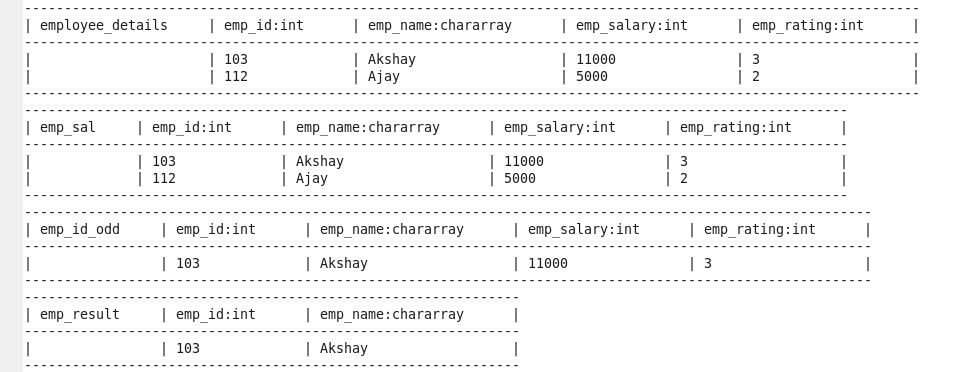 ----------------------------------------------------------------------------------------------------------------
| employee_details     | emp_id:int      | emp_name:chararray      | emp_salary:int      | emp_rating:int      |
----------------------------------------------------------------------------------------------------------------
|                      | 103             | Akshay                  | 11000               | 3                   |
|                      | 112             | Ajay                    | 5000                | 2                   |
----------------------------------------------------------------------------------------------------------------
-------------------------------------------------------------------------------------------------------
| emp_sal     | emp_id:int      | emp_name:chararray      | emp_salary:int      | emp_rating:int      |
-------------------------------------------------------------------------------------------------------
|             | 103             | Akshay                  | 11000               | 3                   |
|             | 112             | Ajay                    | 5000                | 2                   |
-------------------------------------------------------------------------------------------------------
----------------------------------------------------------------------------------------------------------
| emp_id_odd     | emp_id:int      | emp_name:chararray      | emp_salary:int      | emp_rating:int      |
----------------------------------------------------------------------------------------------------------
|                | 103             | Akshay                  | 11000               | 3                   |
----------------------------------------------------------------------------------------------------------
--------------------------------------------------------------
| emp_result     | emp_id:int      | emp_name:chararray      |
--------------------------------------------------------------
|                | 103             | Akshay                  |
--------------------------------------------------------------